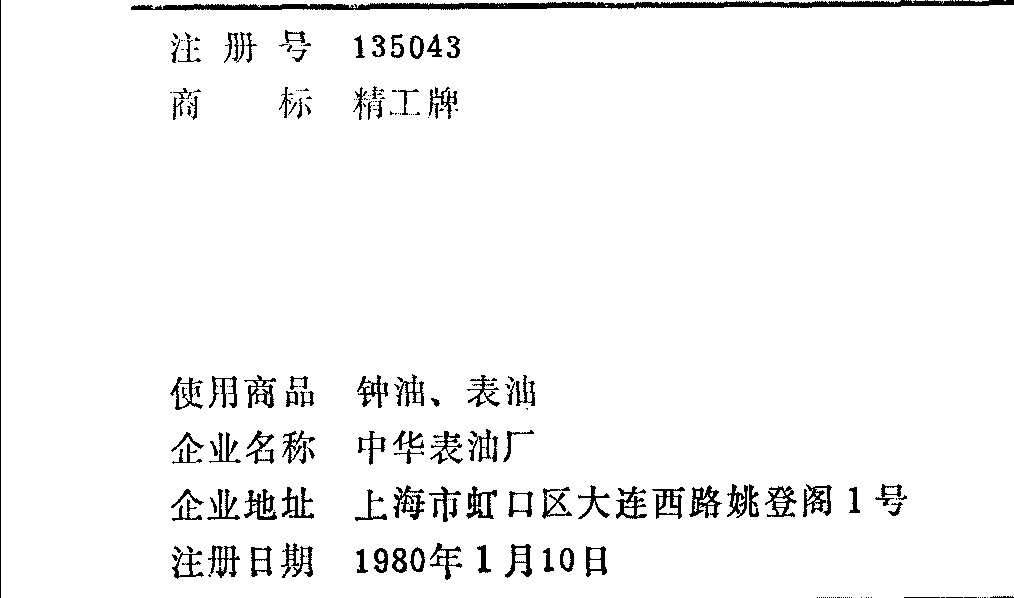 注册号 135043
商标 精工牌
使用商品 钟油、表油
企业名称 中华表油厂
企业地址 上海市虹口区大连西路姚登阁1号
注册日期 1980年1月10日